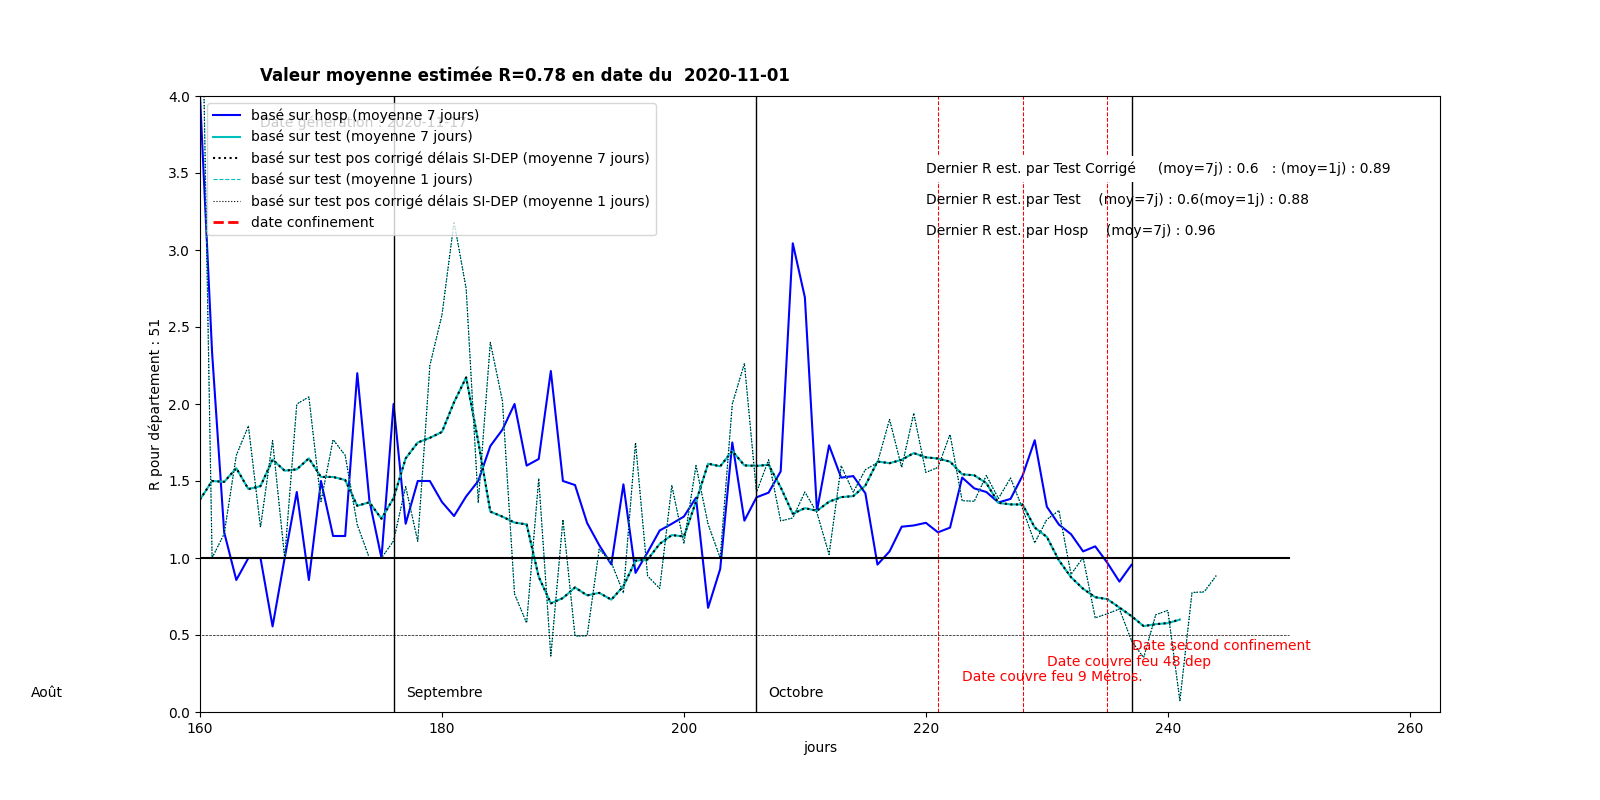 Valeur moyenne estimée R=0.78 en date du  2020-11-01
Date génération : 2020-11-17
basé sur hosp (moyenne 7 jours)
basé sur test (moyenne 7 jours)
basé sur test pos corrigé délais SI-DEP (moyenne 7 jours)
basé sur test (moyenne 1 jours)
basé sur test pos corrigé délais SI-DEP (moyenne 1 jours)
date confinement
Dernier R est. par Test Corrigé     (moy=7j) : 0.6   : (moy=1j) : 0.89
Dernier R est. par Test    (moy=7j) : 0.6(moy=1j) : 0.88
Dernier R est. par Hosp    (moy=7j) : 0.96
4.0
3.5
3.0
2.5
2.0
1.5
1.0
0.5
0.0
R pour département : 51
Date second confinement
Date couvre feu 48 dep
Date couvre feu 9 Métros.
Août
Septembre
Octobre
160
180
200
220
240
260
jours